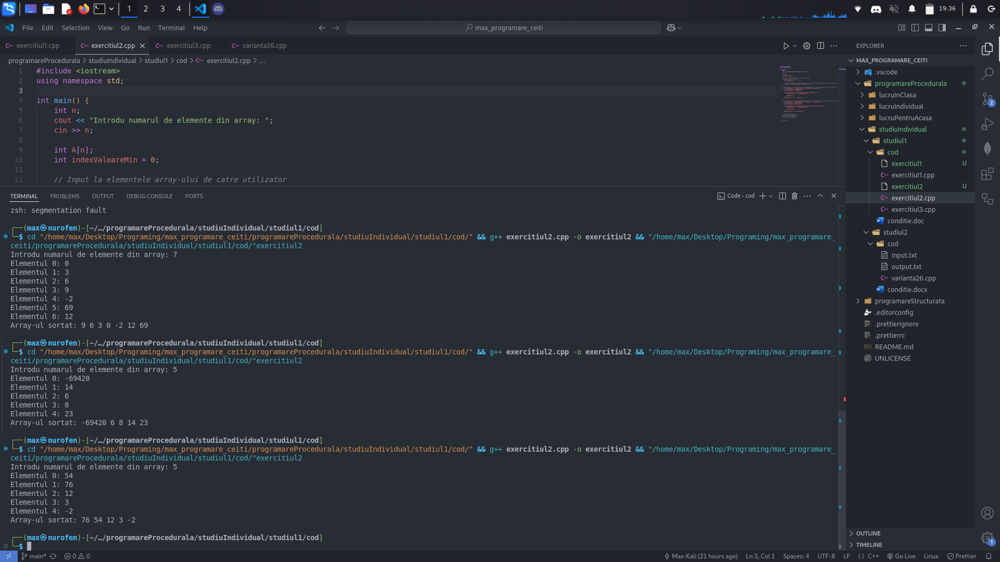 1
2
3
4
19:36
File Edit Selection View Go Run Terminal Help
max_programare_ceiti
exercitiul1.cpp
exercitiul2.cpp
exercitiul3.cpp
varianta26.cpp
programareProcedurala > studiuIndividual > studiul1 > cod > exercitiul2.cpp > ...
1 #include <iostream>
2 using namespace std;
3
4 int main() {
5 int n;
6 cout << "Introdu numarul de elemente din array: ";
7 cin >> n;
8
9 int A[n];
10 int indexValoareMin = 0;
11
12 // Input la elementele array-ului de catre utilizator
TERMINAL PROBLEMS OUTPUT DEBUG CONSOLE PORTS
Code - cod
zsh: segmentation fault
┌──(max㉿nurofen)-[~/…/programareProcedurala/studiuIndividual/studiul1/cod]
└─$ cd "/home/max/Desktop/Programing/max_programare_ceiti/programareProcedurala/studiuIndividual/studiul1/cod/" && g++ exercitiul2.cpp -o exercitiul2 && "/home/max/Desktop/Programing/max_programare_
ceiti/programareProcedurala/studiuIndividual/studiul1/cod/"exercitiul2
Introdu numarul de elemente din array: 7
Elementul 0: 0
Elementul 1: 3
Elementul 2: 6
Elementul 3: 9
Elementul 4: -2
Elementul 5: 69
Elementul 6: 12
Array-ul sortat: 9 6 3 0 -2 12 69
┌──(max㉿nurofen)-[~/…/programareProcedurala/studiuIndividual/studiul1/cod]
└─$ cd "/home/max/Desktop/Programing/max_programare_ceiti/programareProcedurala/studiuIndividual/studiul1/cod/" && g++ exercitiul2.cpp -o exercitiul2 && "/home/max/Desktop/Programing/max_programare_
ceiti/programareProcedurala/studiuIndividual/studiul1/cod/"exercitiul2
Introdu numarul de elemente din array: 5
Elementul 0: -69420
Elementul 1: 14
Elementul 2: 6
Elementul 3: 8
Elementul 4: 23
Array-ul sortat: -69420 6 8 14 23
┌──(max㉿nurofen)-[~/…/programareProcedurala/studiuIndividual/studiul1/cod]
└─$ cd "/home/max/Desktop/Programing/max_programare_ceiti/programareProcedurala/studiuIndividual/studiul1/cod/" && g++ exercitiul2.cpp -o exercitiul2 && "/home/max/Desktop/Programing/max_programare_
ceiti/programareProcedurala/studiuIndividual/studiul1/cod/"exercitiul2
Introdu numarul de elemente din array: 5
Elementul 0: 54
Elementul 1: 76
Elementul 2: 12
Elementul 3: 3
Elementul 4: -2
Array-ul sortat: 76 54 12 3 -2
┌──(max㉿nurofen)-[~/…/programareProcedurala/studiuIndividual/studiul1/cod]
└─$
EXPLORER
MAX_PROGRAMARE_CEITI
.vscode
programareProcedurala
lucruInClasa
lucruIndividual
lucruPentruAcasa
studiuIndividual
studiul1
cod
exercitiul1 U
exercitiul1.cpp
exercitiul2 U
exercitiul2.cpp
exercitiul3.cpp
conditie.doc
studiul2
cod
input.txt
output.txt
varianta26.cpp
conditie.docx
programareStructurata
.editorconfig
.prettierignore
.prettierrc
README.md
UNLICENSE
OUTLINE
TIMELINE
2
1
main* 0 0
Max-Kali (21 hours ago) Ln 3, Col 1 Spaces: 4 UTF-8 LF {} C++ Go Live Linux Prettier